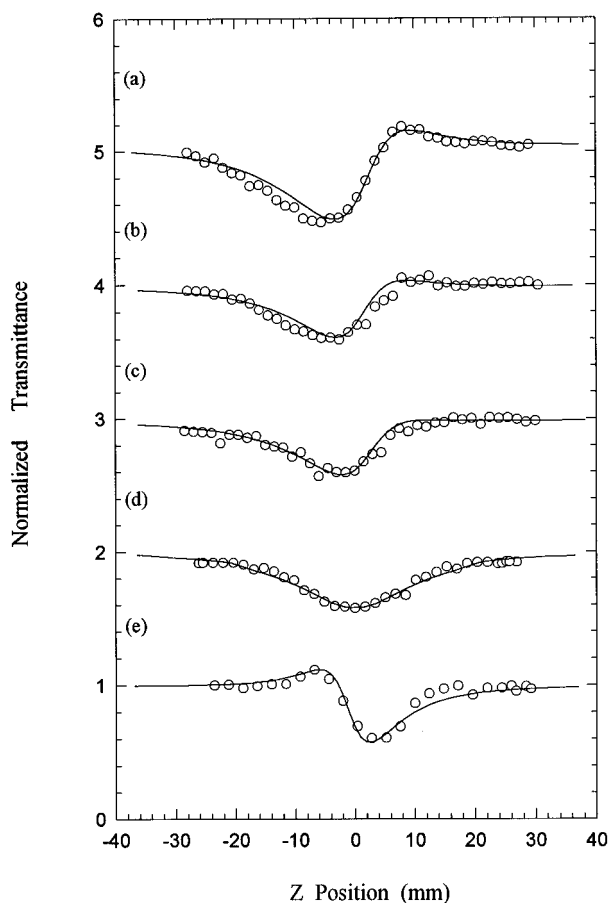 6
(a)
5
(b)
4
(c)
3
(d)
2
(e)
1
0
-40 -30 -20 -10 0 10 20 30 40
Normalized Transmittance
Z Position (mm)